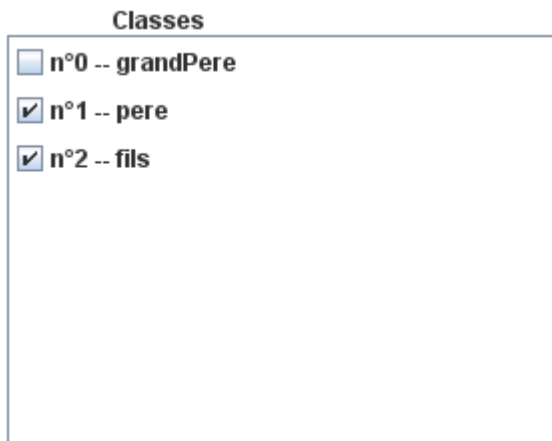 Classes
n°0 -- grandPere
n°1 -- pere
n°2 -- fils